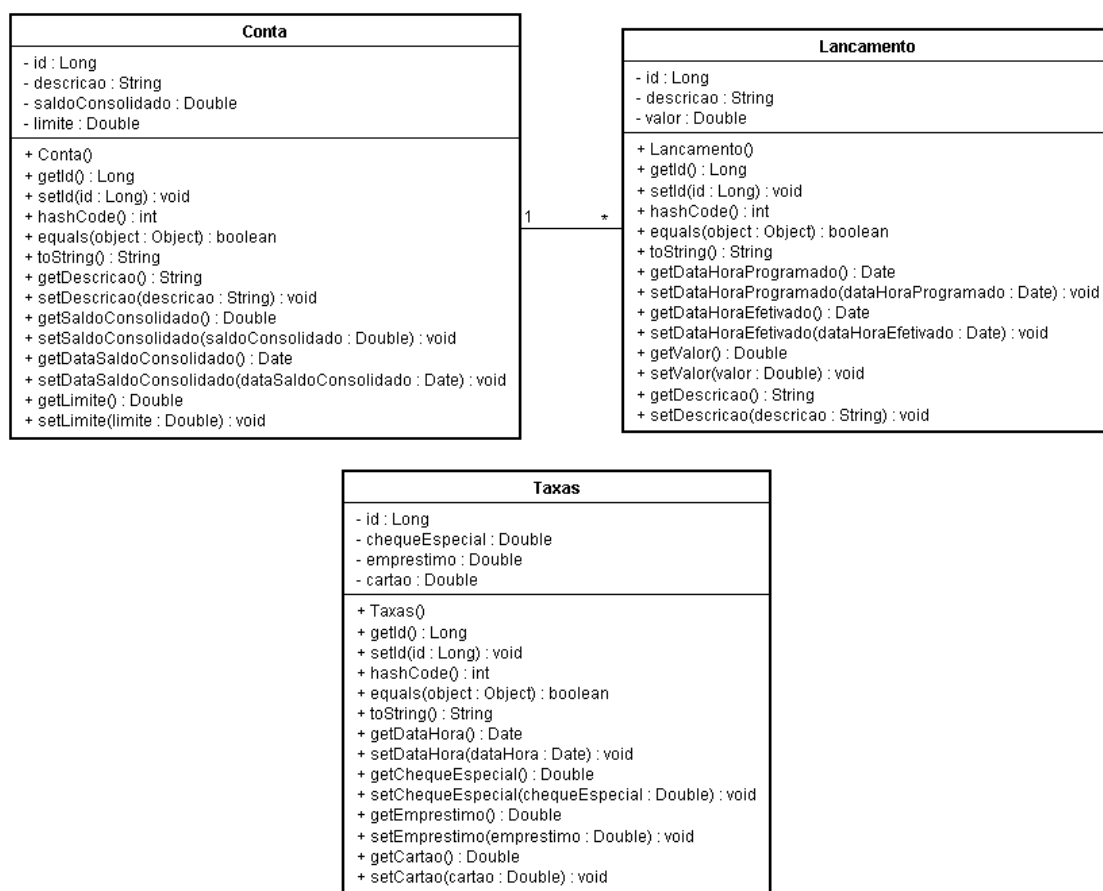 Conta
- id : Long
- descricao : String
- saldoConsolidado : Double
- limite : Double
+ Conta()
+ getId() : Long
+ setId(id : Long) : void
+ hashCode() : int
+ equals(object : Object) : boolean
+ toString() : String
+ getDescricao() : String
+ setDescricao(descricao : String) : void
+ getSaldoConsolidado() : Double
+ setSaldoConsolidado(saldoConsolidado : Double) : void
+ getDataSaldoConsolidado() : Date
+ setDataSaldoConsolidado(dataSaldoConsolidado : Date) : void
+ getLimite() : Double
+ setLimite(limite : Double) : void
1 *
Lancamento
- id : Long
- descricao : String
- valor : Double
+ Lancamento()
+ getId() : Long
+ setId(id : Long) : void
+ hashCode() : int
+ equals(object : Object) : boolean
+ toString() : String
+ getDataHoraProgramado() : Date
+ setDataHoraProgramado(dataHoraProgramado : Date) : void
+ getDataHoraEfetivado() : Date
+ setDataHoraEfetivado(dataHoraEfetivado : Date) : void
+ getValor() : Double
+ setValor(valor : Double) : void
+ getDescricao() : String
+ setDescricao(descricao : String) : void
Taxas
- id : Long
- chequeEspecial : Double
- emprestimo : Double
- cartao : Double
+ Taxas()
+ getId() : Long
+ setId(id : Long) : void
+ hashCode() : int
+ equals(object : Object) : boolean
+ toString() : String
+ getDataHora() : Date
+ setDataHora(dataHora : Date) : void
+ getChequeEspecial() : Double
+ setChequeEspecial(chequeEspecial : Double) : void
+ getEmprestimo() : Double
+ setEmprestimo(emprestimo : Double) : void
+ getCartao() : Double
+ setCartao(cartao : Double) : void